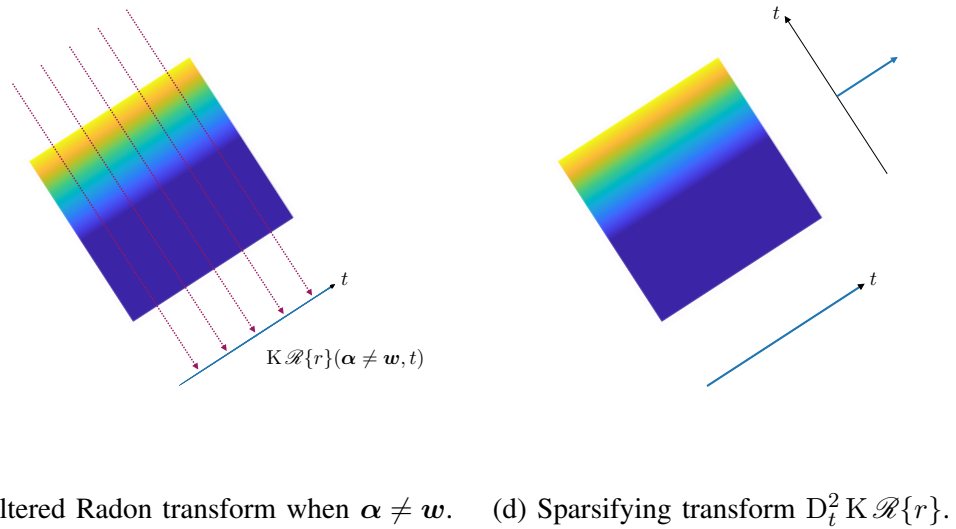 t
t
t
K ℛ{r}(α ≠ w, t)
ltered Radon transform when α ≠ w.
(d) Sparsifying transform D_t^2 K ℛ{r}.